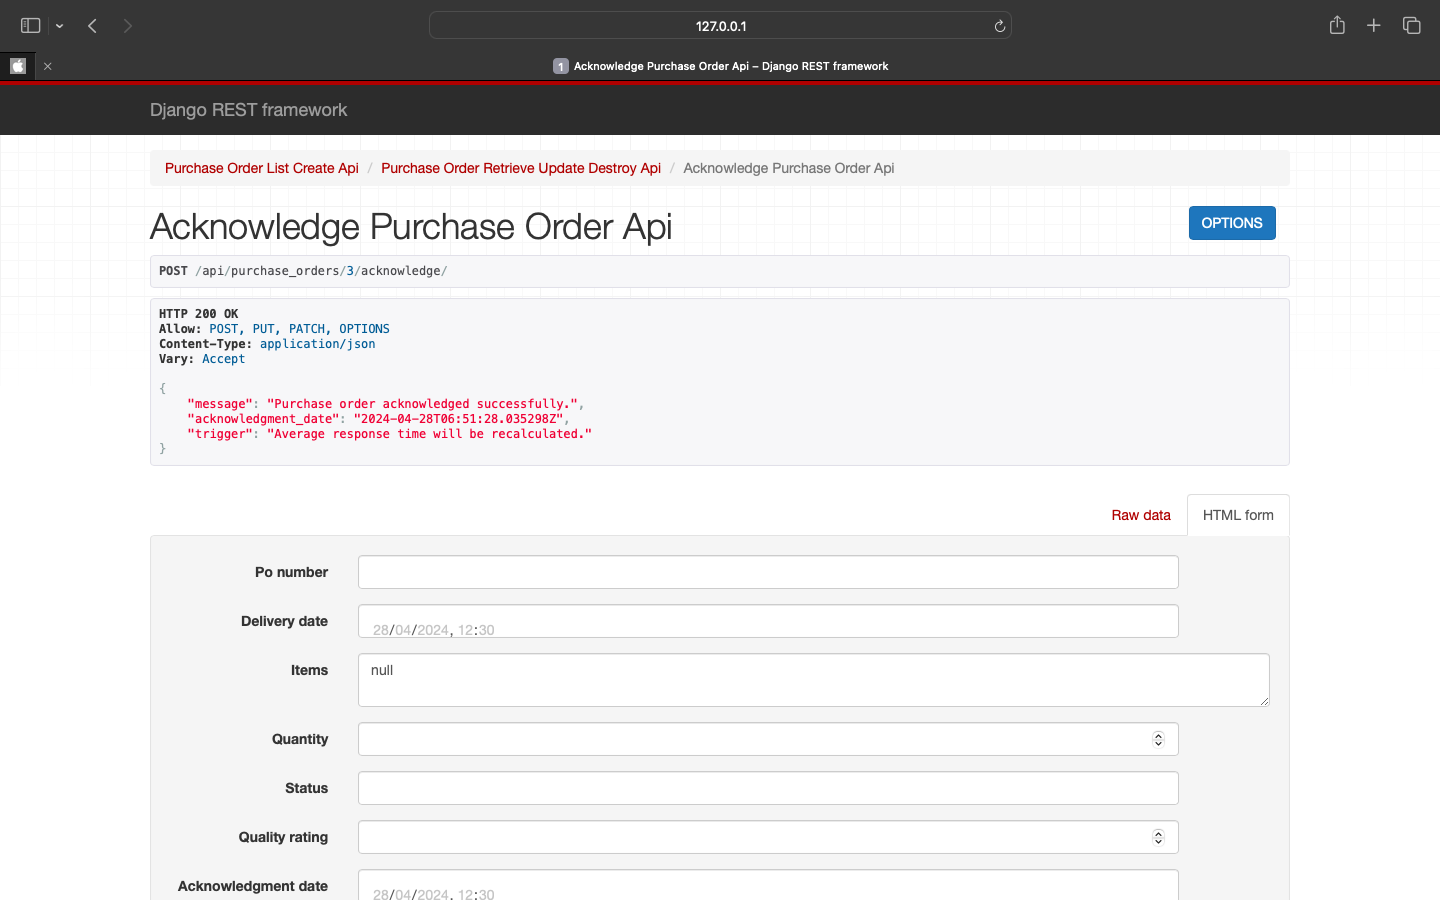 127.0.0.1
1 Acknowledge Purchase Order Api – Django REST framework
Django REST framework
Purchase Order List Create Api / Purchase Order Retrieve Update Destroy Api / Acknowledge Purchase Order Api
Acknowledge Purchase Order Api
OPTIONS
POST /api/purchase_orders/3/acknowledge/
HTTP 200 OK
Allow: POST, PUT, PATCH, OPTIONS
Content-Type: application/json
Vary: Accept
{
"message": "Purchase order acknowledged successfully.",
"acknowledgment_date": "2024-04-28T06:51:28.035298Z",
"trigger": "Average response time will be recalculated."
}
Raw data
HTML form
Po number
Delivery date
28/04/2024, 12:30
Items
null
Quantity
Status
Quality rating
Acknowledgment date
28/04/2024, 12:30